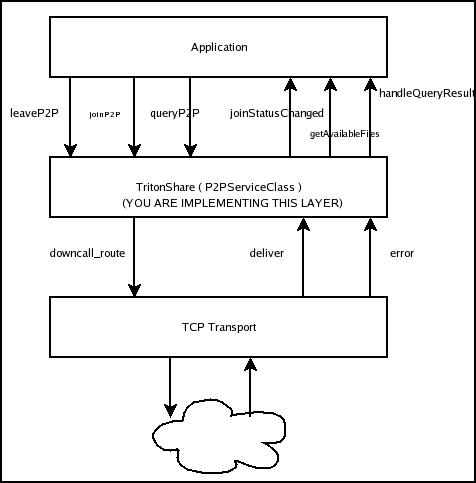 Application
handleQueryResult
leaveP2P
joinP2P
queryP2P
joinStatusChanged
getAvailableFiles
TritonShare ( P2PServiceClass )
(YOU ARE IMPLEMENTING THIS LAYER)
downcall_route
deliver
error
TCP Transport